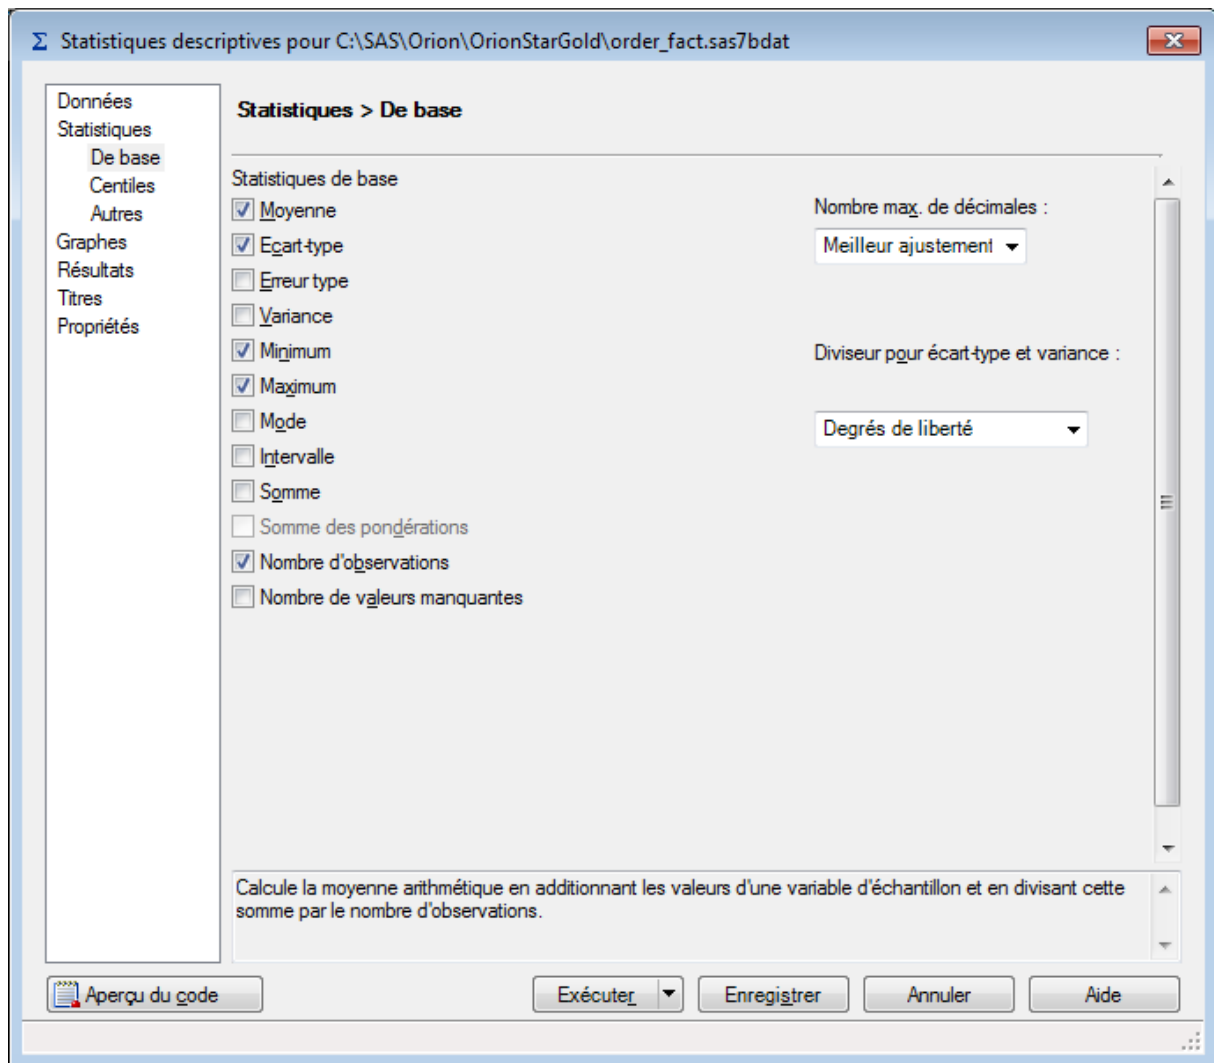 Σ Statistiques descriptives pour C:\SAS\Orion\OrionStarGold\order_fact.sas7bdat
Données
Statistiques
De base
Centiles
Autres
Graphes
Résultats
Titres
Propriétés
Statistiques > De base
Statistiques de base
Moyenne
Ecart-type
Erreur type
Variance
Minimum
Maximum
Mode
Intervalle
Somme
Somme des pondérations
Nombre d'observations
Nombre de valeurs manquantes
Nombre max. de décimales :
Meilleur ajustement
Diviseur pour écart-type et variance :
Degrés de liberté
Calcule la moyenne arithmétique en additionnant les valeurs d'une variable d'échantillon et en divisant cette
somme par le nombre d'observations.
Aperçu du code
Exécuter
Enregistrer
Annuler
Aide